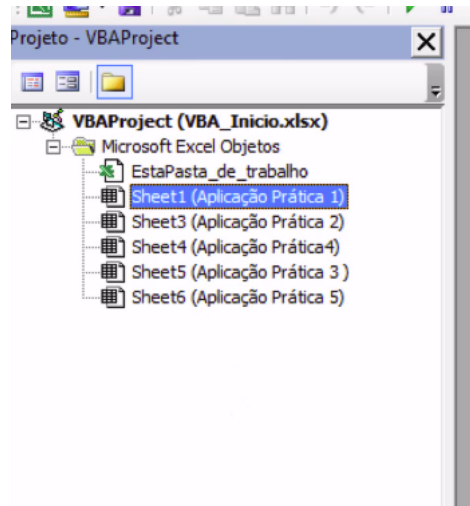 Projeto - VBAProject
VBAProject (VBA_Inicio.xlsx)
Microsoft Excel Objetos
EstaPasta_de_trabalho
Sheet1 (Aplicação Prática 1)
Sheet3 (Aplicação Prática 2)
Sheet4 (Aplicação Prática4)
Sheet5 (Aplicação Prática 3 )
Sheet6 (Aplicação Prática 5)